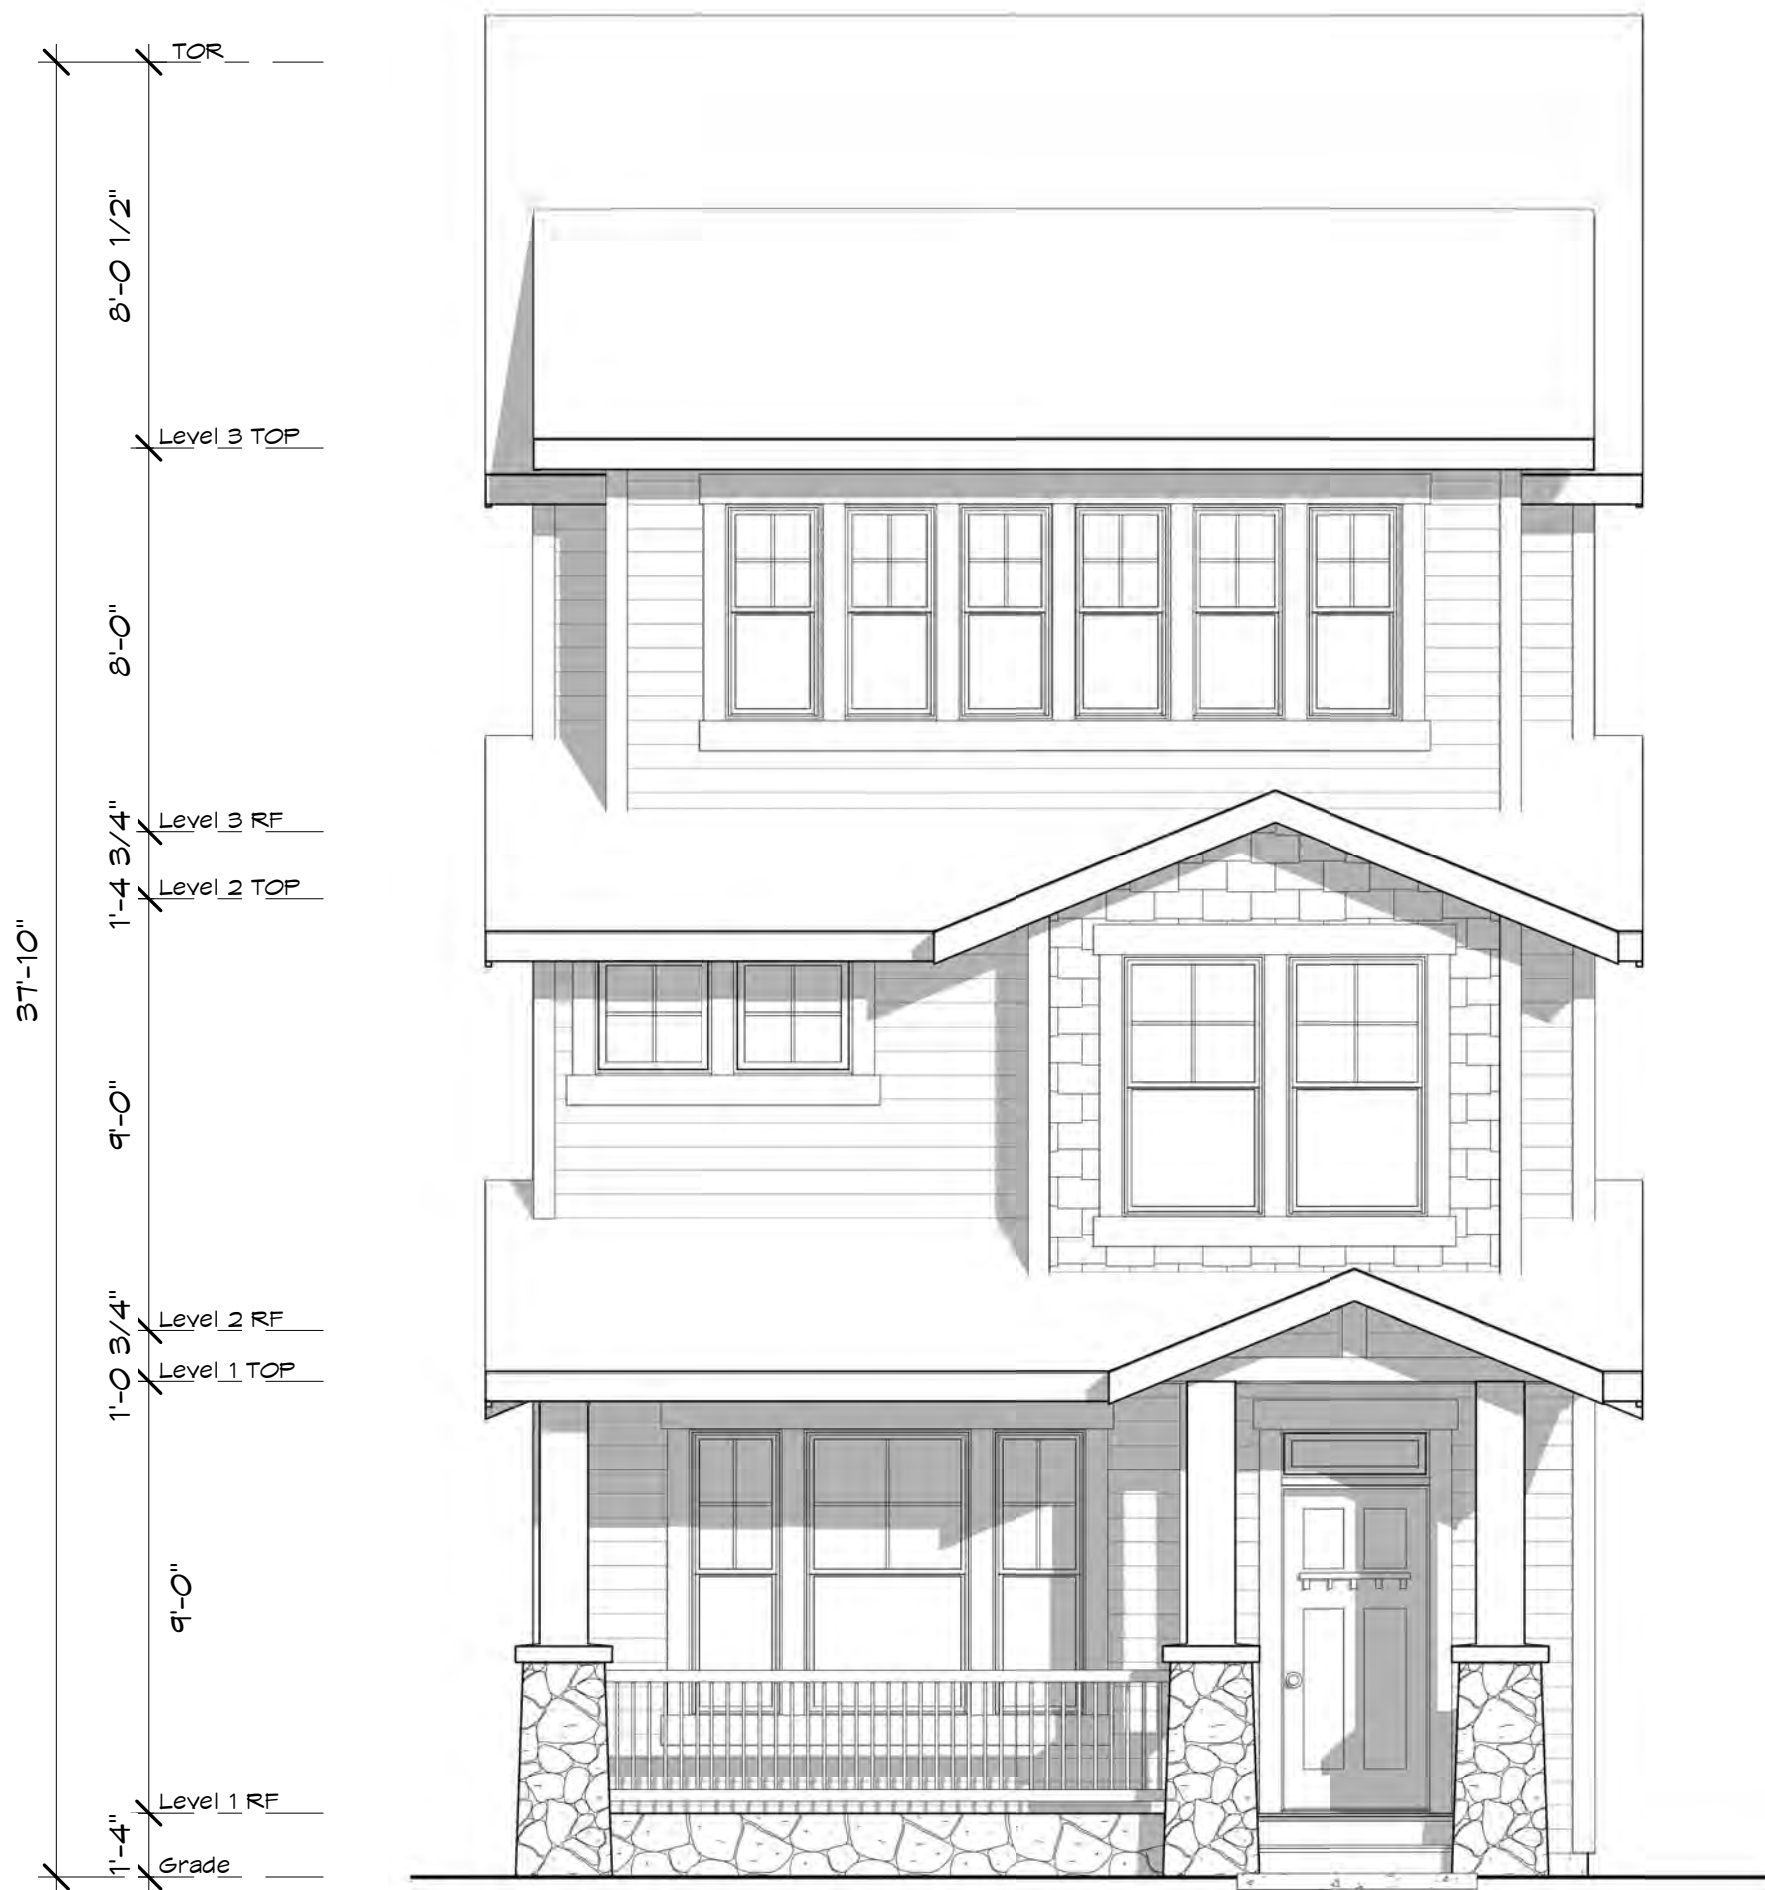 TOR
8'-0 1/2"
Level 3 TOP
8'-0"
Level 3 RF
1'-4 3/4"
Level 2 TOP
37'-10"
9'-0"
Level 2 RF
1'-0 3/4"
Level 1 TOP
9'-0"
Level 1 RF
1'-4"
Grade